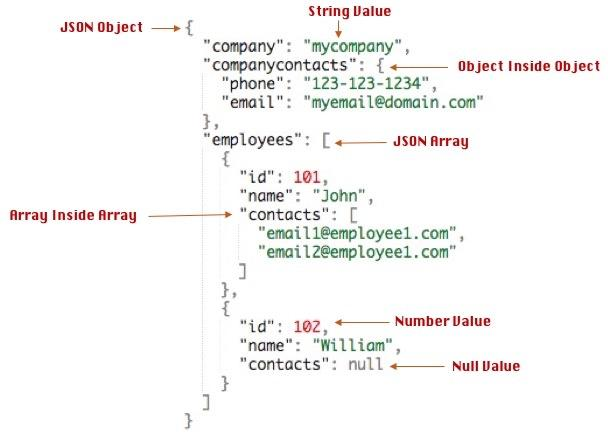 String Value
JSON Object {
"company": "mycompany",
"companycontacts": { Object Inside Object
"phone": "123-123-1234",
"email": "myemail@domain.com"
},
"employees": [ JSON Array
{
"id": 101,
"name": "John",
Array Inside Array "contacts": [
"email1@employee1.com",
"email2@employee1.com"
]
},
{
"id": 102, Number Value
"name": "William",
"contacts": null Null Value
}
]
}